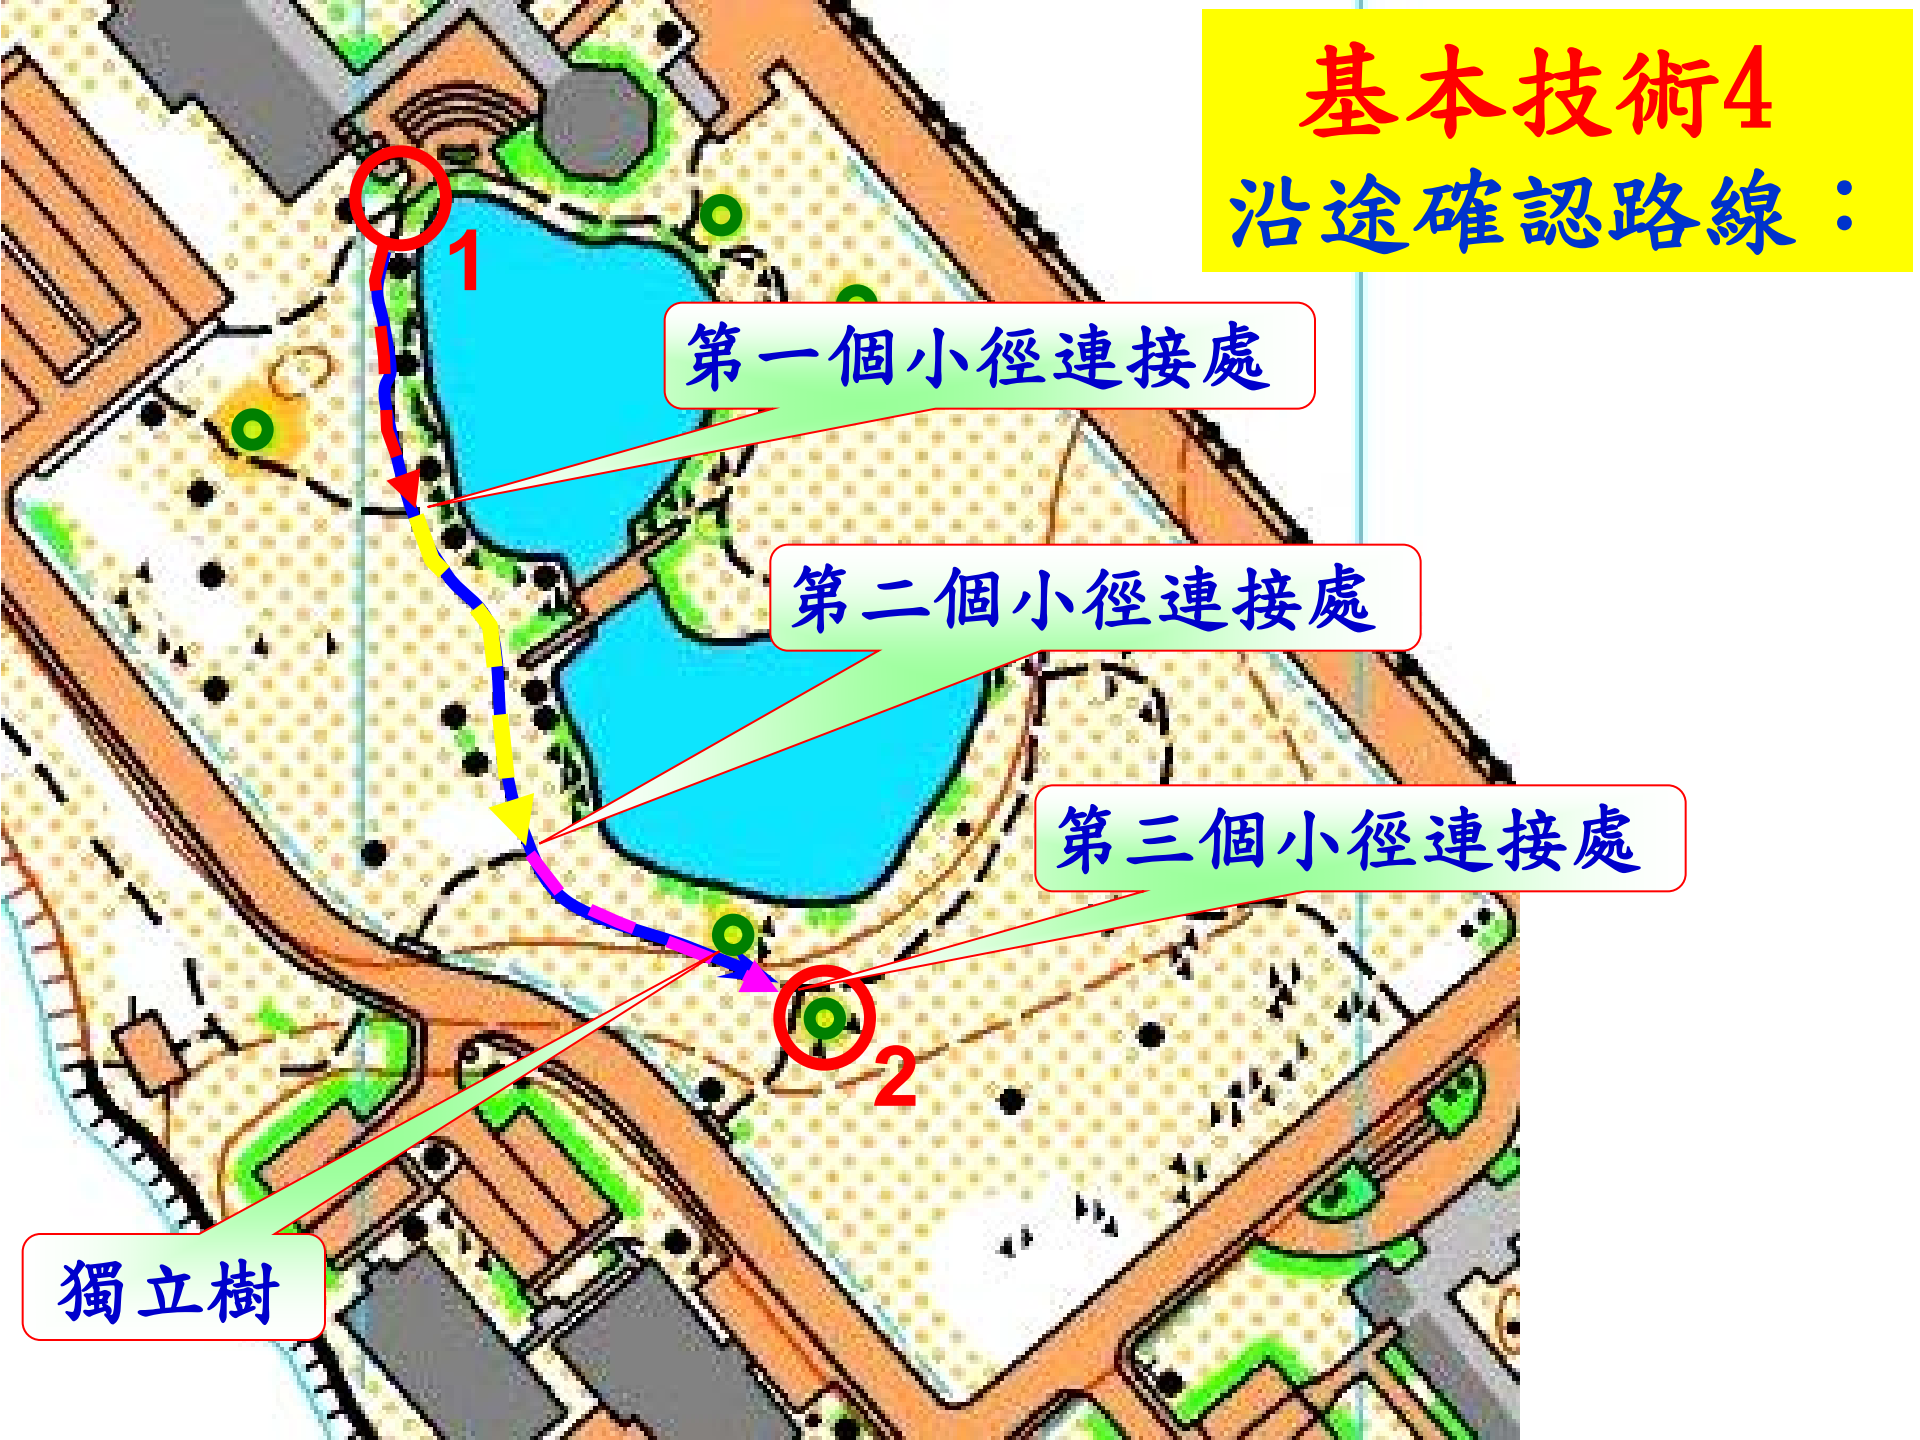 基本技術4
沿途確認路線：
1
第一個小徑連接處
第二個小徑連接處
第三個小徑連接處
2
獨立樹